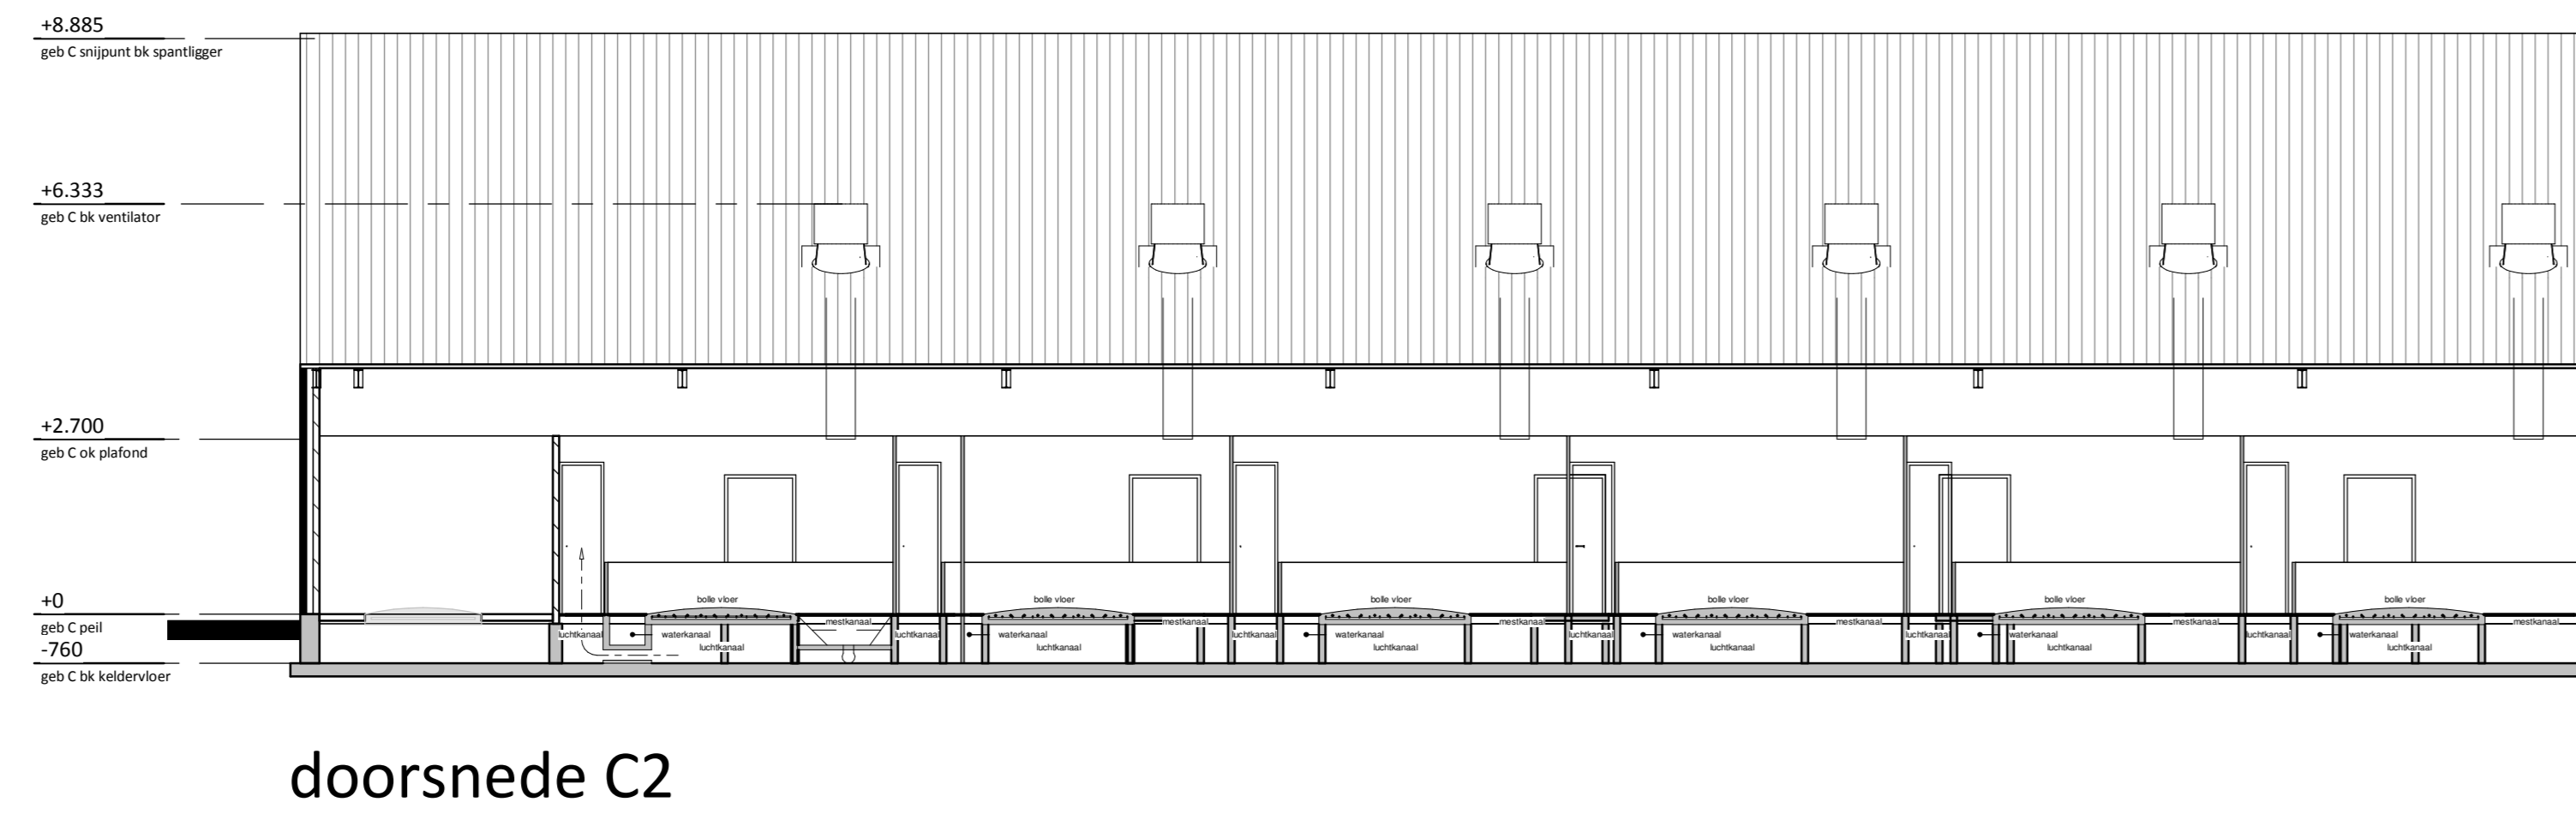 +8.885
geb C snijpunt bk spantligger
+6.333
geb C bk ventilator
+2.700
geb C ok plafond
+0
geb C peil
-760
geb C bk keldervloer
bolle vloer bolle vloer bolle vloer bolle vloer bolle vloer bolle vloer
mestkanaal mestkanaal mestkanaal mestkanaal mestkanaal mestkanaal
luchtkanaal waterkanaal luchtkanaal waterkanaal luchtkanaal waterkanaal luchtkanaal waterkanaal luchtkanaal waterkanaal luchtkanaal waterkanaal
luchtkanaal luchtkanaal luchtkanaal luchtkanaal luchtkanaal luchtkanaal
doorsnede C2